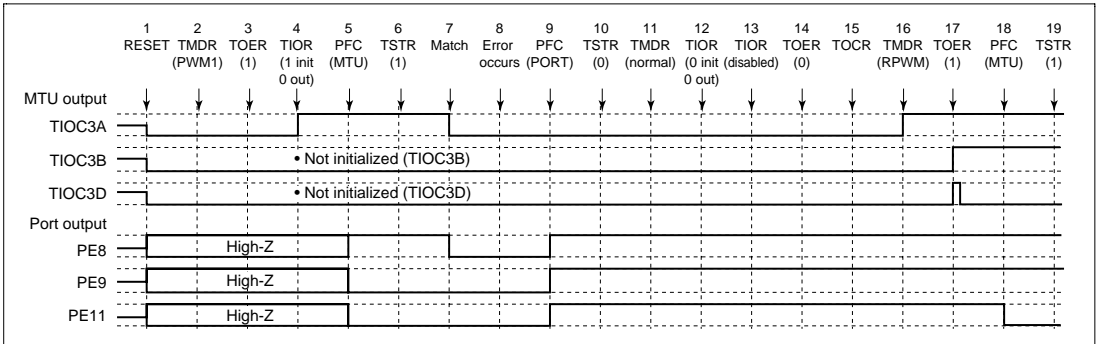 1 2 3 4 5 6 7 8 9 10 11 12 13 14 15 16 17 18 19
RESET TMDR TOER TIOR PFC TSTR Match Error PFC TSTR TMDR TIOR TIOR TOER TOCR TMDR TOER PFC TSTR
(PWM1) (1) (1 init (MTU) (1) occurs (PORT) (0) (normal) (0 init (disabled) (0) (RPWM) (1) (MTU) (1)
0 out) 0 out)
MTU output
TIOC3A
TIOC3B • Not initialized (TIOC3B)
TIOC3D • Not initialized (TIOC3D)
Port output
PE8 High-Z
PE9 High-Z
PE11 High-Z